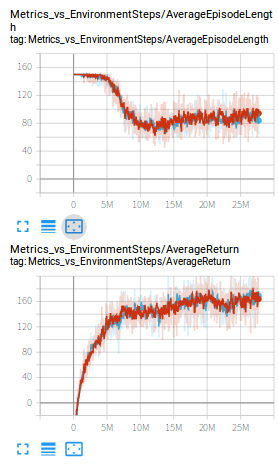 Metrics_vs_EnvironmentSteps/AverageEpisodeLengt
h
tag: Metrics_vs_EnvironmentSteps/AverageEpisodeLength
160
120
80
40
0
0 5M 10M 15M 20M 25M
Metrics_vs_EnvironmentSteps/AverageReturn
tag: Metrics_vs_EnvironmentSteps/AverageReturn
160
120
80
40
0
0 5M 10M 15M 20M 25M